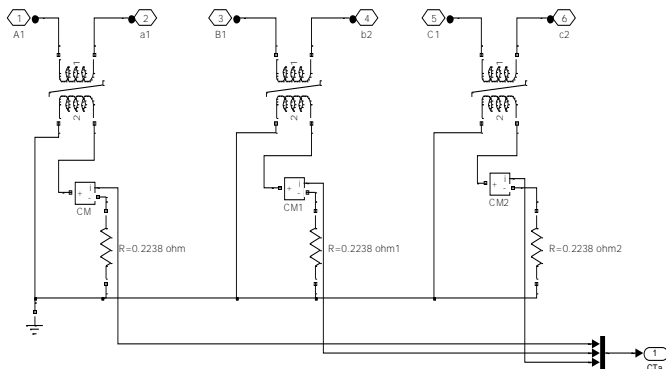 1 2 3 4 5 6
A1 a1 B1 b2 C1 c2
1 1 1
2 2 2
+ i - + i - + i -
CM CM1 CM2
R=0.2238 ohm R=0.2238 ohm1 R=0.2238 ohm2
1
CTa